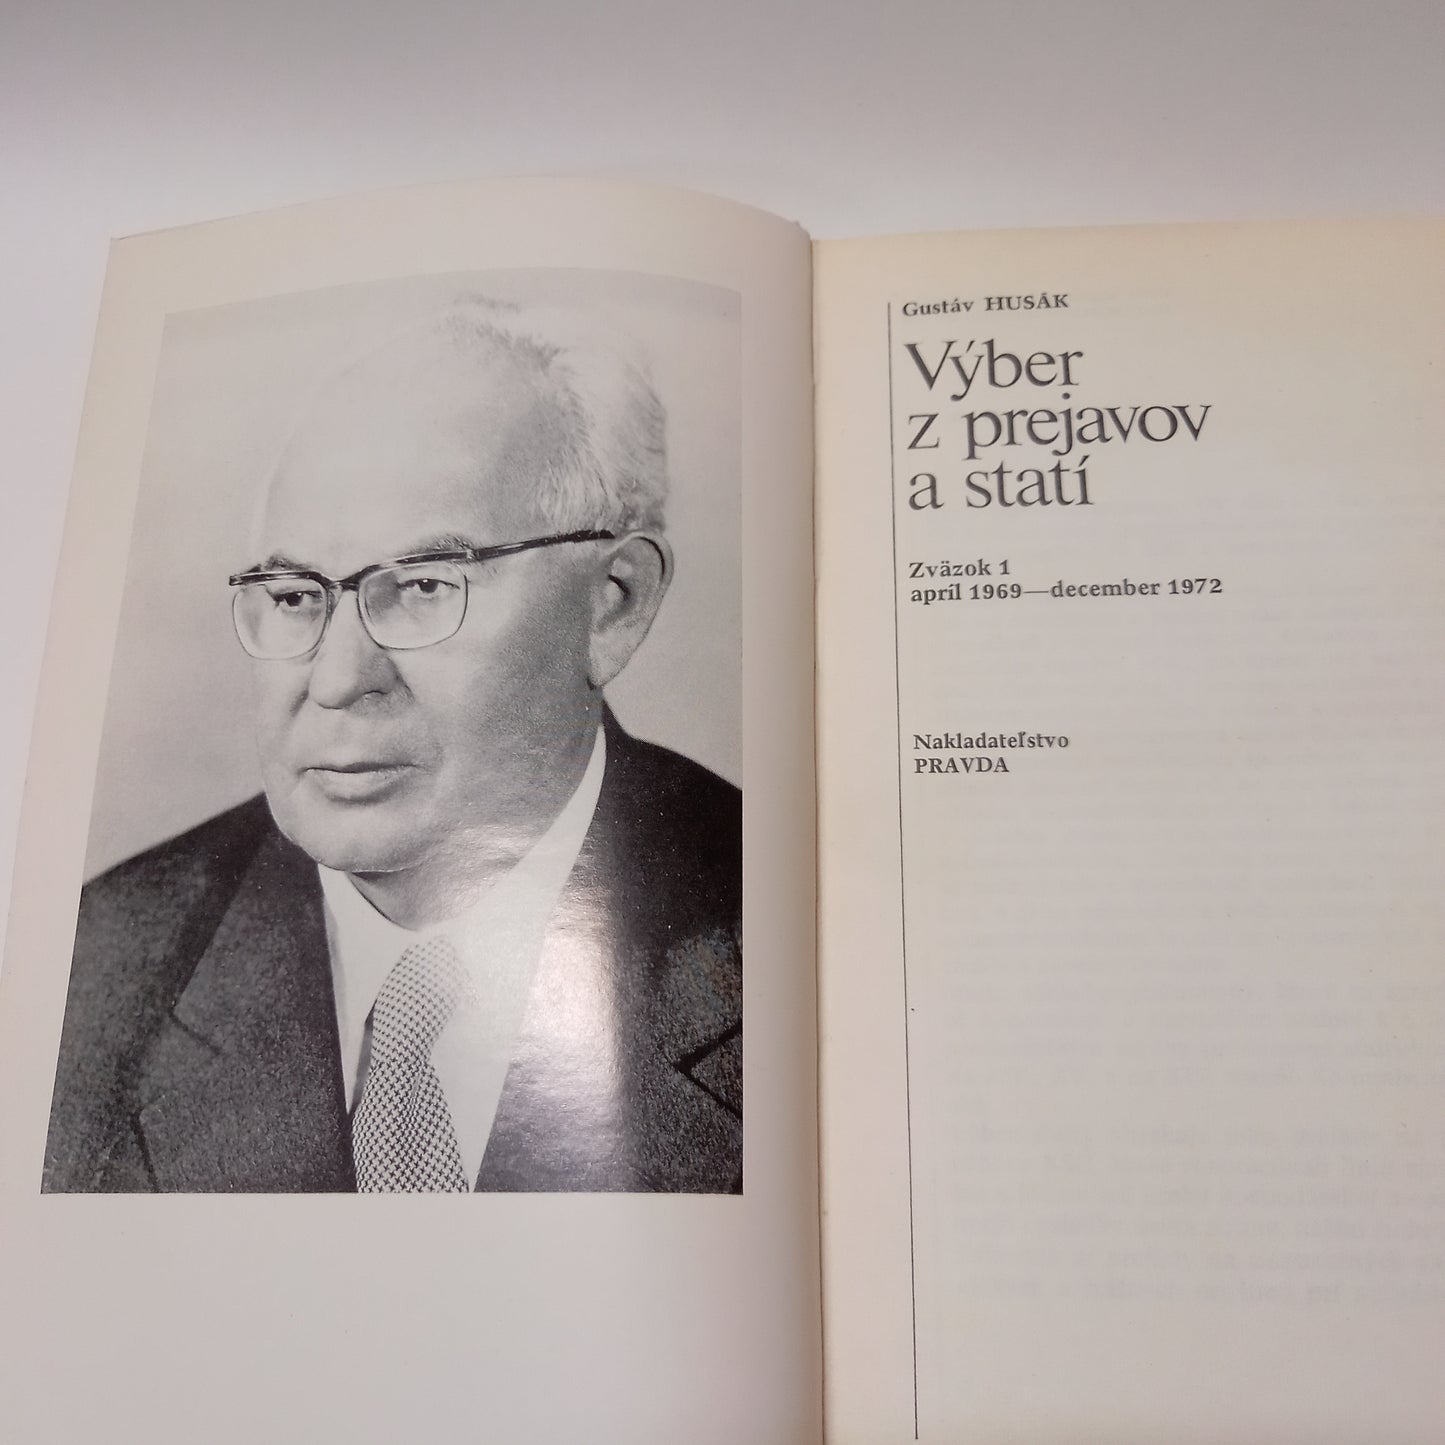 Gustáv HUSÁK
Výber
z prejavov
a statí
Zväzok 1
apríl 1969—december 1972
Nakladateľstvo
PRAVDA